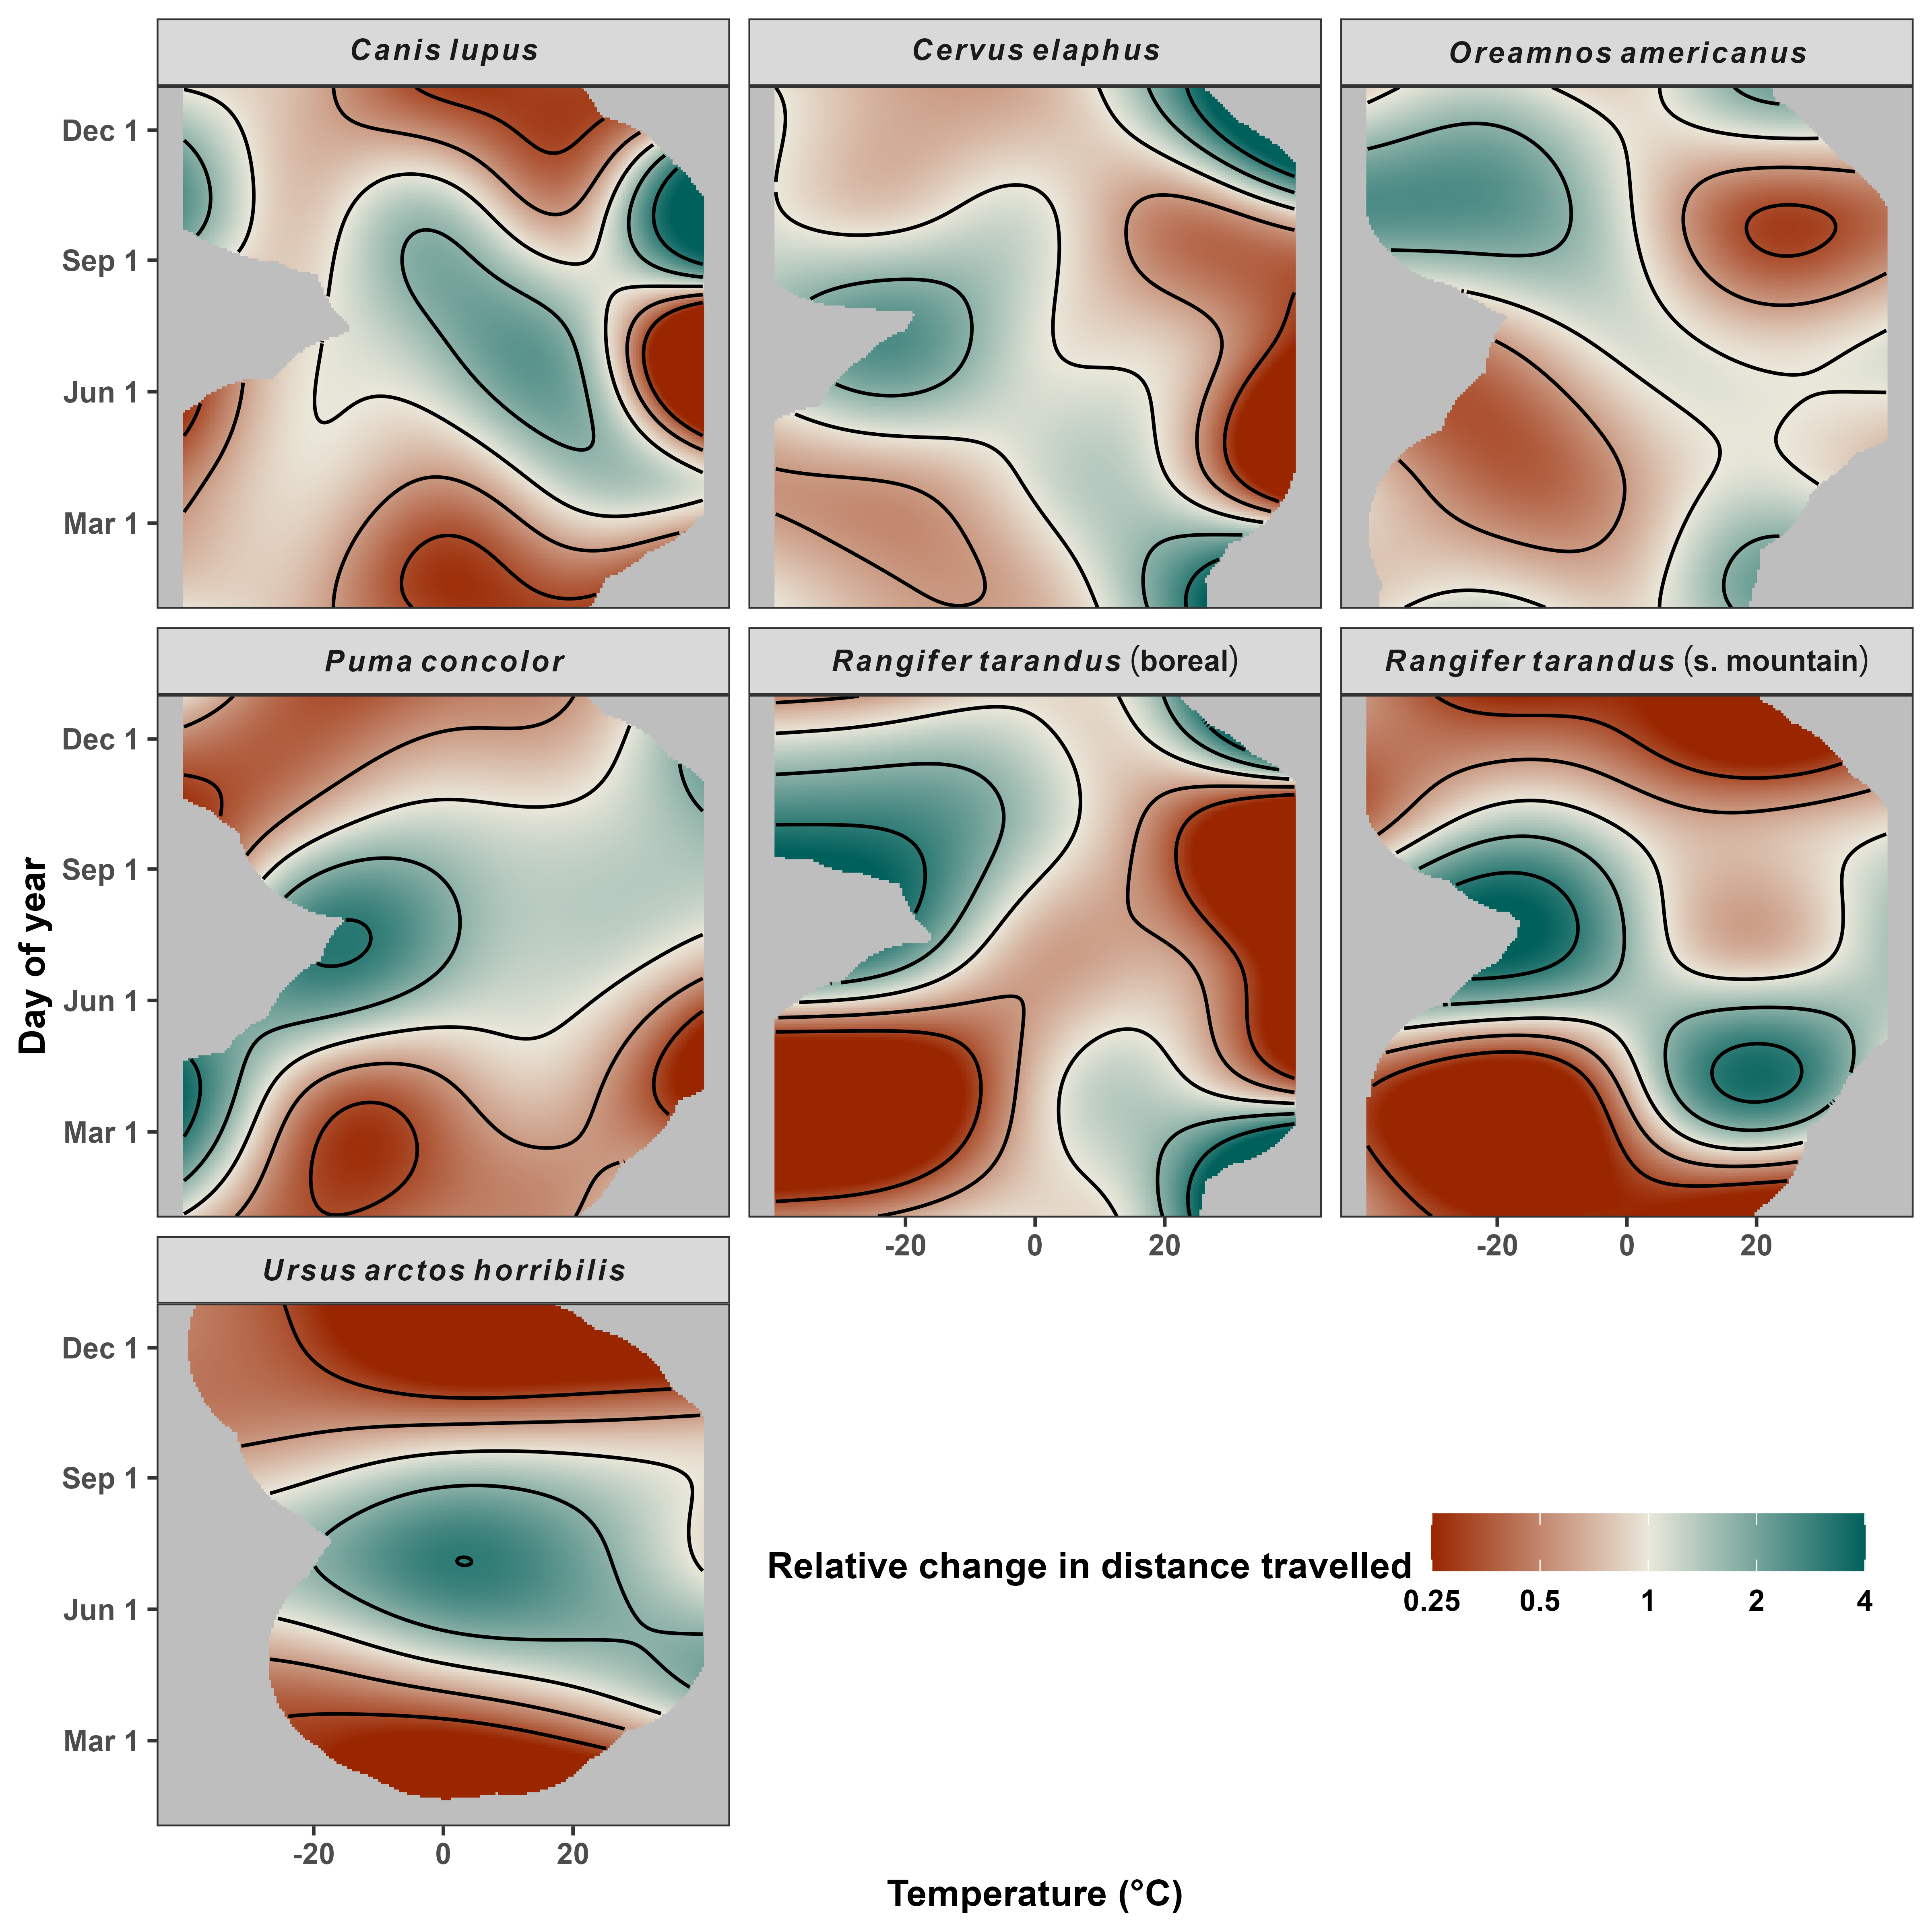 Canis lupus
Cervus elaphus
Oreamnos americanus
Dec 1
Sep 1
Jun 1
Mar 1
Puma concolor
Rangifer tarandus (boreal)
Rangifer tarandus (s. mountain)
Dec 1
Sep 1
Jun 1
Mar 1
-20 0 20
-20 0 20
Ursus arctos horribilis
Dec 1
Sep 1
Jun 1
Mar 1
-20 0 20
Day of year
Relative change in distance travelled
0.25 0.5 1 2 4
Temperature (°C)